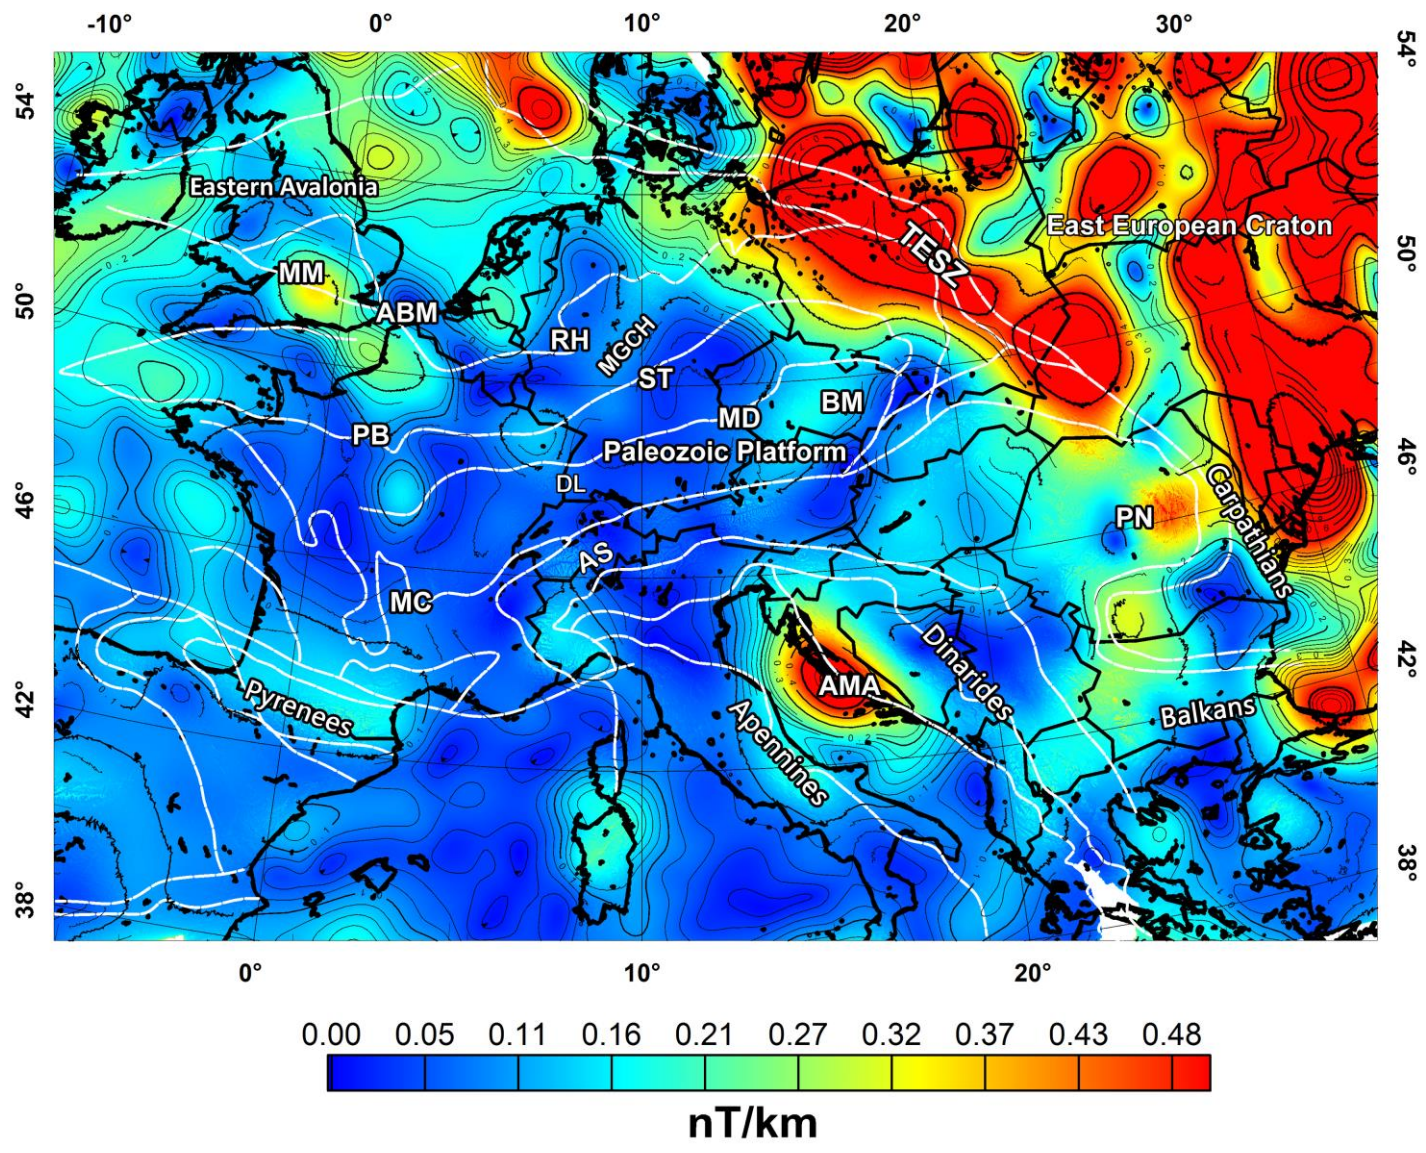 -10° 0° 10° 20° 30°
54°
54°
Eastern Avalonia
East European Craton
TESZ
50°
MM
50°
ABM
RH
MGCH
ST
BM
MD
PB
Paleozoic Platform
46°
DL
Carpathians
46°
PN
AS
MC
Dinarides
42°
AMA
Pyrenees
Apennines
Balkans
42°
38°
38°
0° 10° 20°
0.00 0.05 0.11 0.16 0.21 0.27 0.32 0.37 0.43 0.48
nT/km